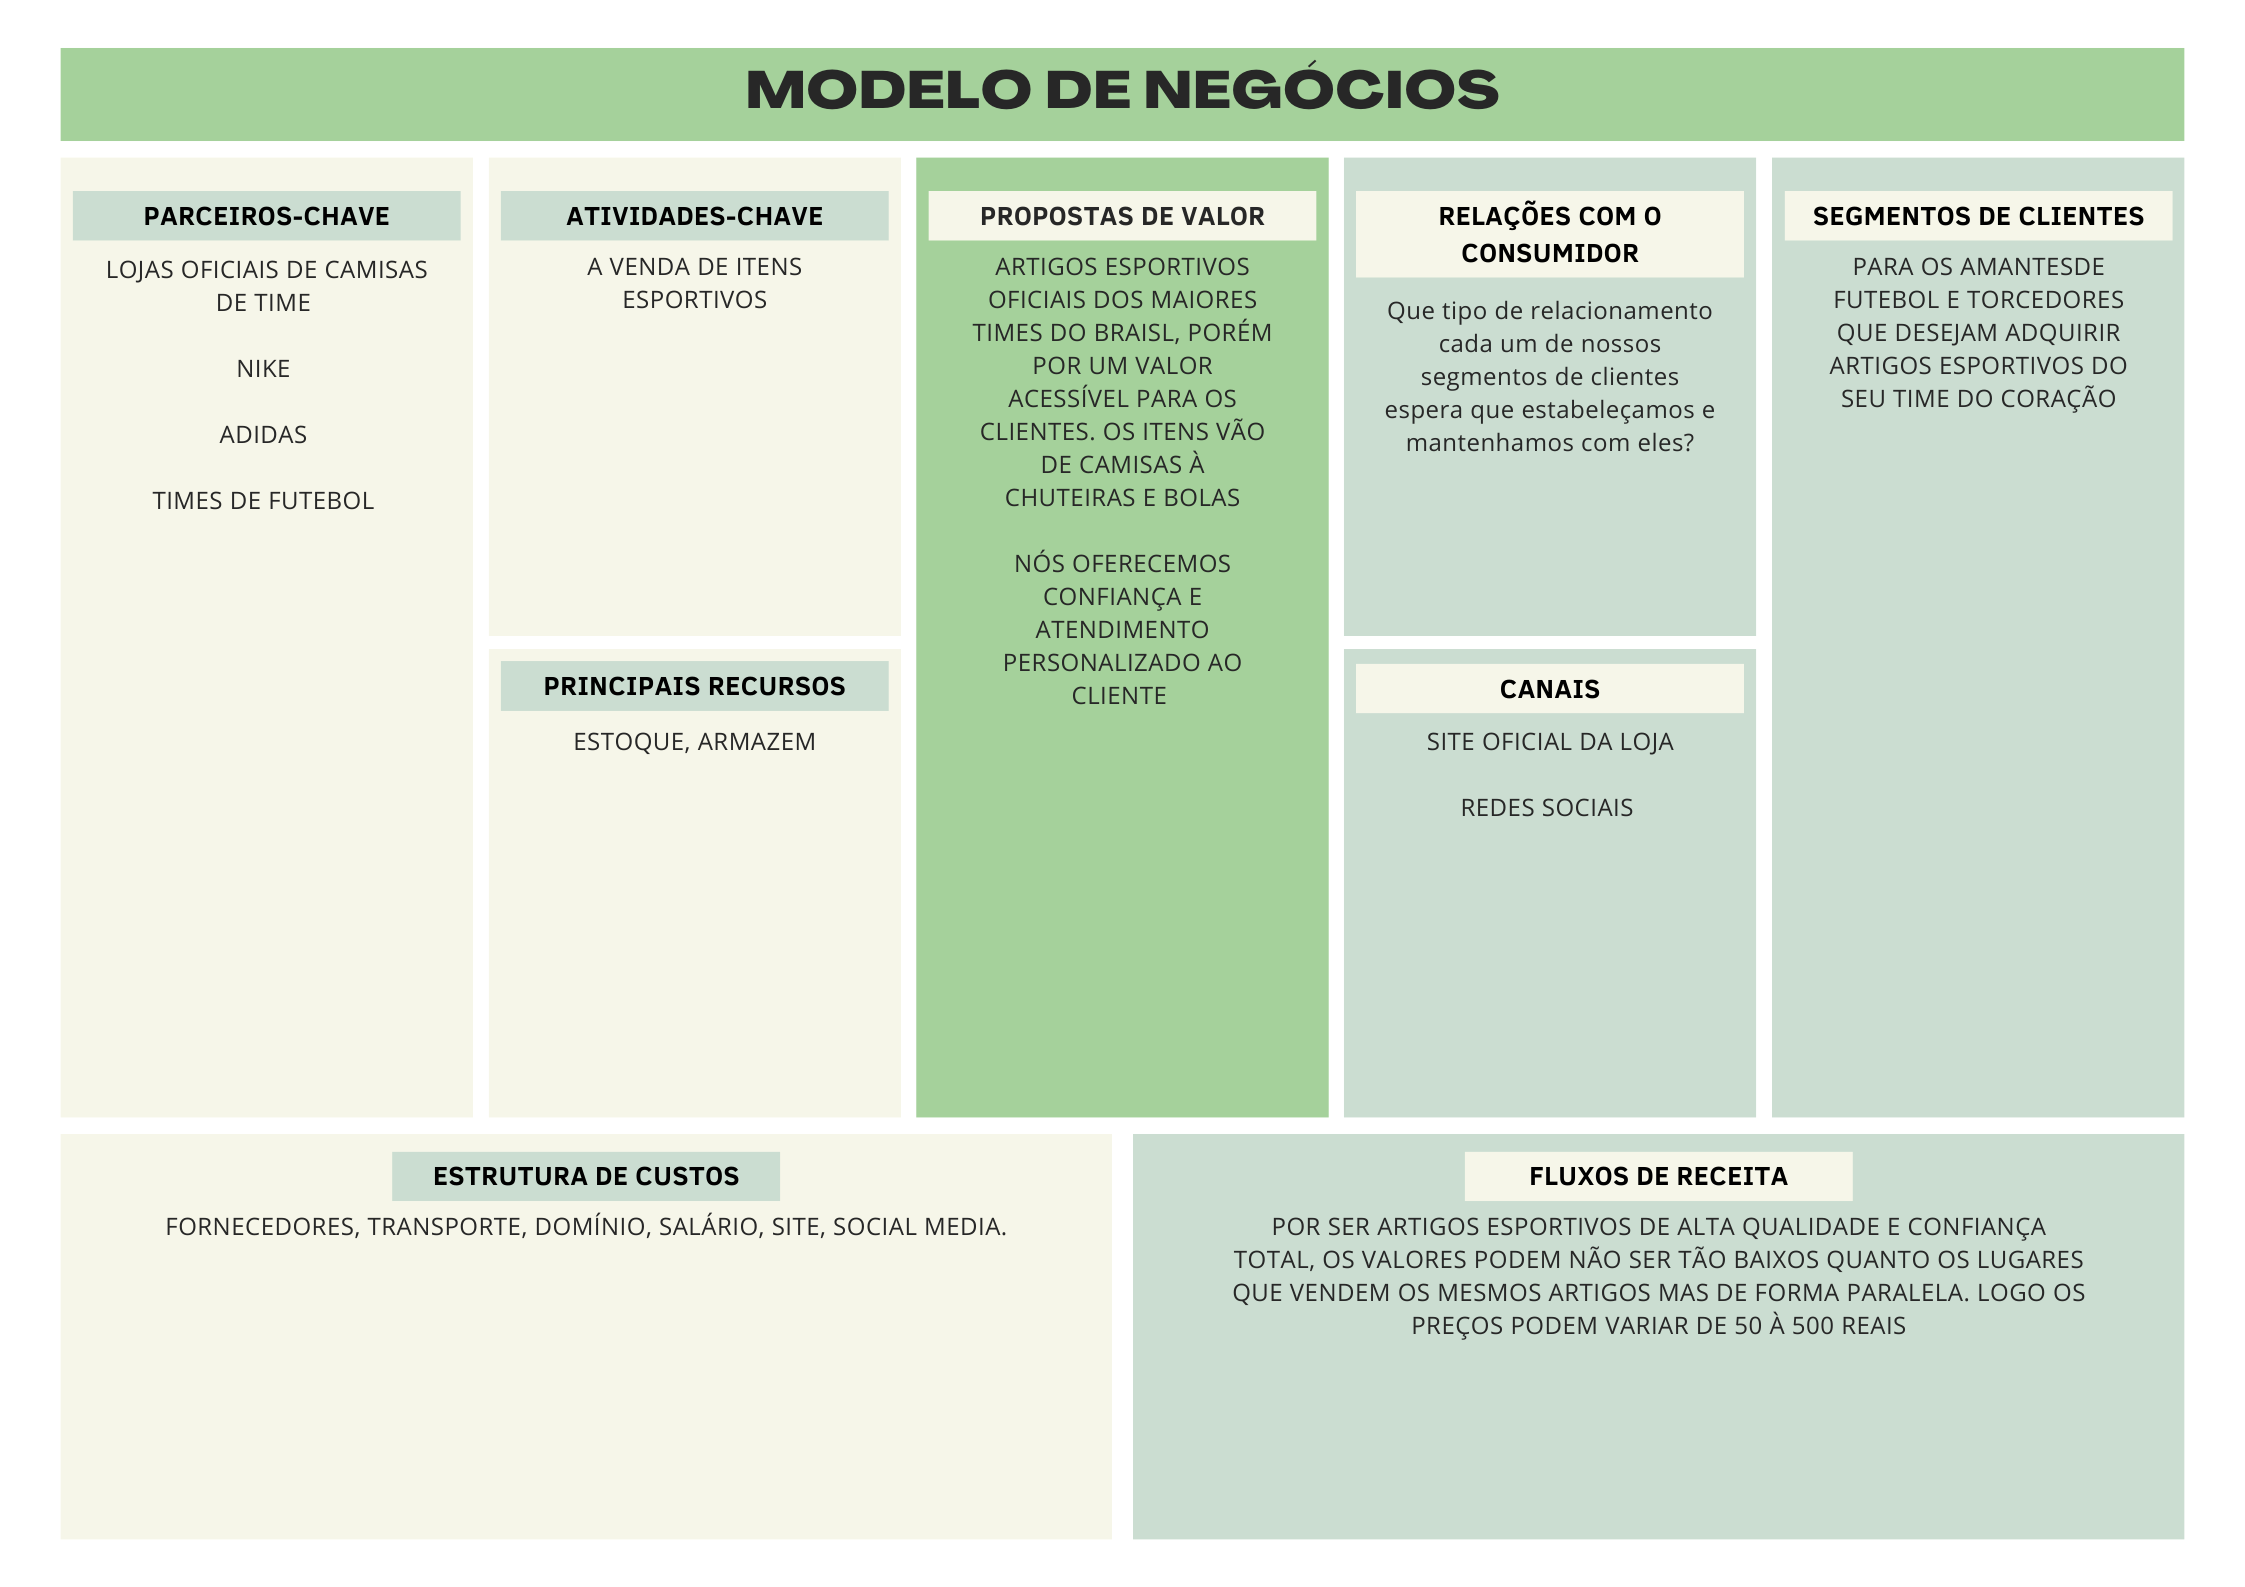 MODELO DE NEGÓCIOS
PARCEIROS-CHAVE
LOJAS OFICIAIS DE CAMISAS
DE TIME
NIKE
ADIDAS
TIMES DE FUTEBOL
ATIVIDADES-CHAVE
A VENDA DE ITENS
ESPORTIVOS
PRINCIPAIS RECURSOS
ESTOQUE, ARMAZEM
PROPOSTAS DE VALOR
ARTIGOS ESPORTIVOS
OFICIAIS DOS MAIORES
TIMES DO BRAISL, PORÉM
POR UM VALOR
ACESSÍVEL PARA OS
CLIENTES. OS ITENS VÃO
DE CAMISAS À
CHUTEIRAS E BOLAS
NÓS OFERECEMOS
CONFIANÇA E
ATENDIMENTO
PERSONALIZADO AO
CLIENTE
RELAÇÕES COM O
CONSUMIDOR
Que tipo de relacionamento
cada um de nossos
segmentos de clientes
espera que estabeleçamos e
mantenhamos com eles?
CANAIS
SITE OFICIAL DA LOJA
REDES SOCIAIS
SEGMENTOS DE CLIENTES
PARA OS AMANTESDE
FUTEBOL E TORCEDORES
QUE DESEJAM ADQUIRIR
ARTIGOS ESPORTIVOS DO
SEU TIME DO CORAÇÃO
ESTRUTURA DE CUSTOS
FORNECEDORES, TRANSPORTE, DOMÍNIO, SALÁRIO, SITE, SOCIAL MEDIA.
FLUXOS DE RECEITA
POR SER ARTIGOS ESPORTIVOS DE ALTA QUALIDADE E CONFIANÇA
TOTAL, OS VALORES PODEM NÃO SER TÃO BAIXOS QUANTO OS LUGARES
QUE VENDEM OS MESMOS ARTIGOS MAS DE FORMA PARALELA. LOGO OS
PREÇOS PODEM VARIAR DE 50 À 500 REAIS